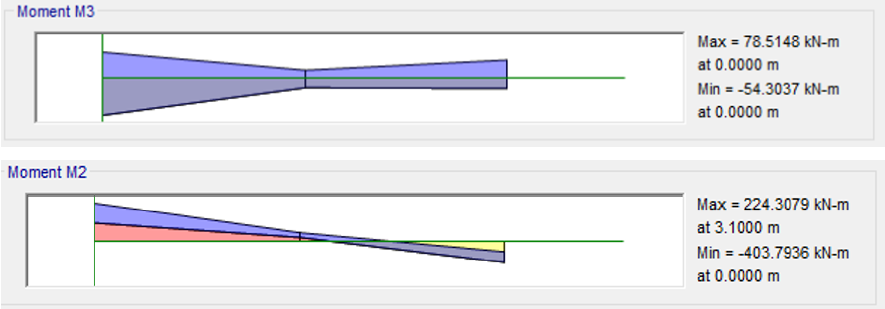 Moment M3
Max = 78.5148 kN-m
at 0.0000 m
Min = -54.3037 kN-m
at 0.0000 m
Moment M2
Max = 224.3079 kN-m
at 3.1000 m
Min = -403.7936 kN-m
at 0.0000 m